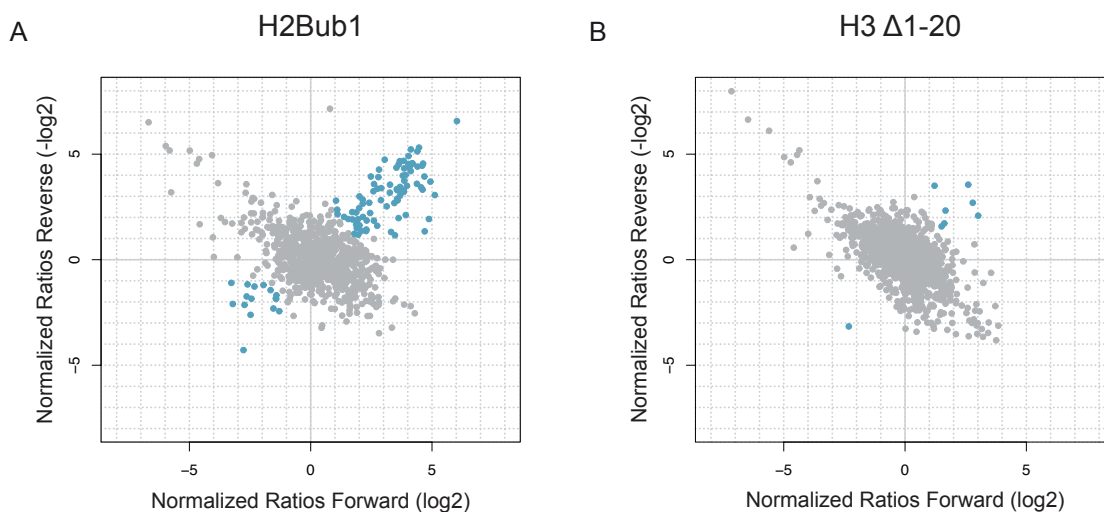 A
H2Bub1
Normalized Ratios Reverse (-log2)
5
0
−5
−5
0
5
Normalized Ratios Forward (log2)
B
H3 Δ1-20
Normalized Ratios Reverse (-log2)
5
0
−5
−5
0
5
Normalized Ratios Forward (log2)